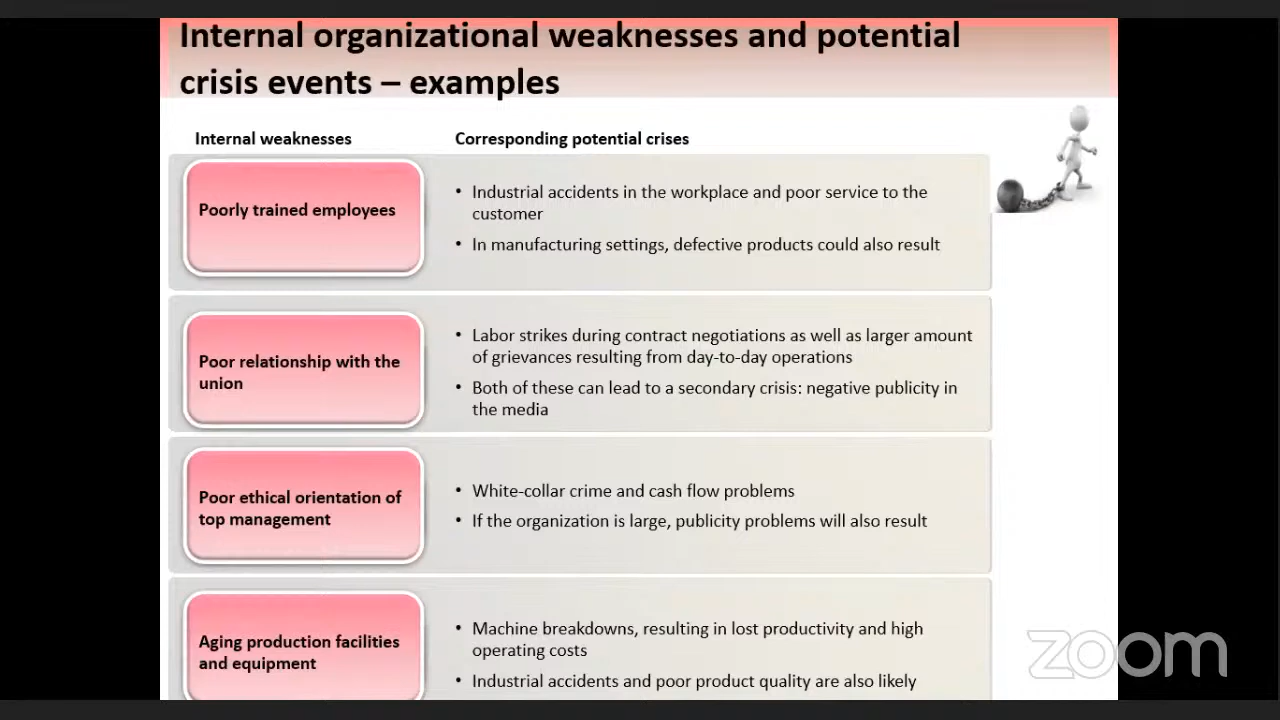 Internal organizational weaknesses and potential
crisis events – examples
Internal weaknesses
Corresponding potential crises
Poorly trained employees
• Industrial accidents in the workplace and poor service to the
customer
• In manufacturing settings, defective products could also result
Poor relationship with the
union
• Labor strikes during contract negotiations as well as larger amount
of grievances resulting from day-to-day operations
• Both of these can lead to a secondary crisis: negative publicity in
the media
Poor ethical orientation of
top management
• White-collar crime and cash flow problems
• If the organization is large, publicity problems will also result
Aging production facilities
and equipment
• Machine breakdowns, resulting in lost productivity and high
operating costs
• Industrial accidents and poor product quality are also likely
zoom